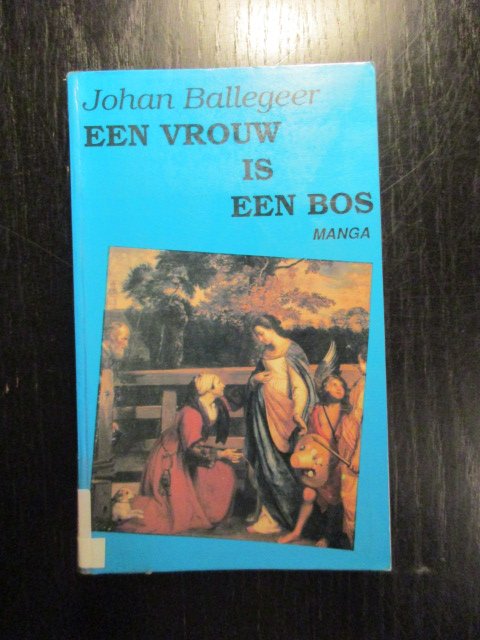 Johan Ballegeer
EEN VROUW
IS
EEN BOS
MANGA